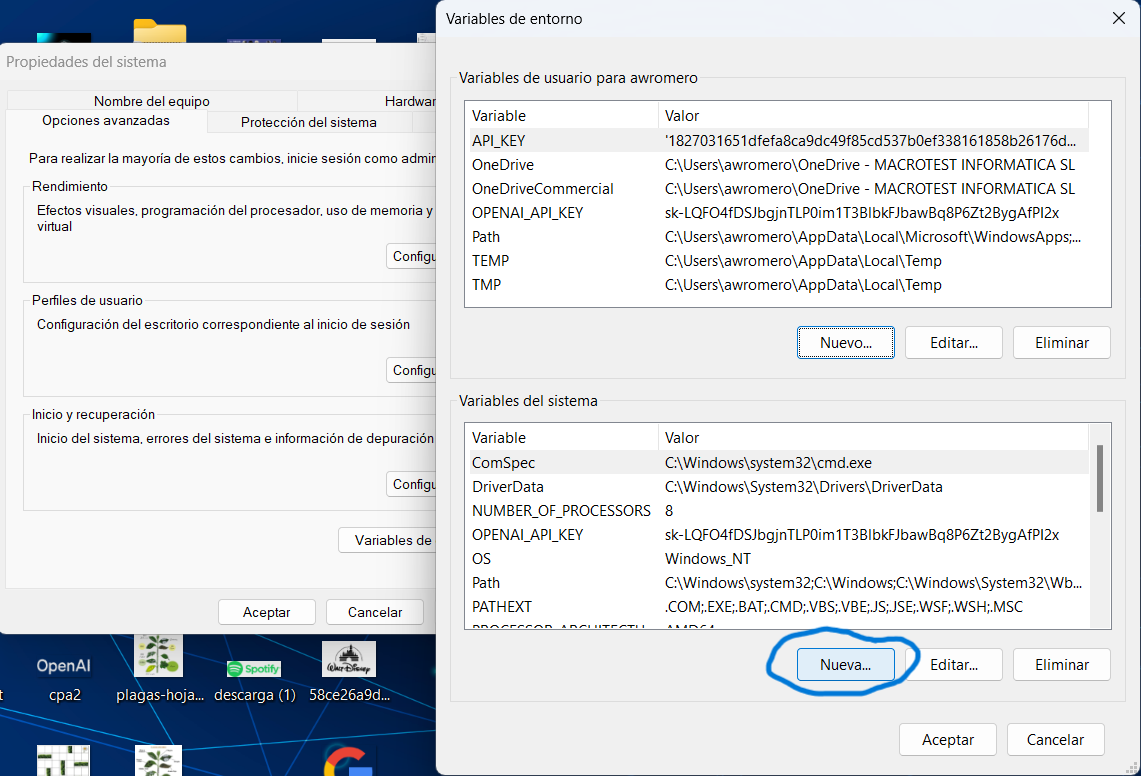 Variables de entorno
Propiedades del sistema
Nombre del equipo
Hardwar
Opciones avanzadas
Protección del sistema
Para realizar la mayoría de estos cambios, inicie sesión como admir
Rendimiento
Efectos visuales, programación del procesador, uso de memoria y
virtual
Configu
Perfiles de usuario
Configuración del escritorio correspondiente al inicio de sesión
Configu
Inicio y recuperación
Inicio del sistema, errores del sistema e información de depuración
Configu
Variables de
Aceptar
Cancelar
Variables de usuario para awromero
Variable Valor
API_KEY '1827031651dfefa8ca9dc49f85cd537b0ef338161858b26176d...
OneDrive C:\Users\awromero\OneDrive - MACROTEST INFORMATICA SL
OneDriveCommercial C:\Users\awromero\OneDrive - MACROTEST INFORMATICA SL
OPENAI_API_KEY
Path C:\Users\awromero\AppData\Local\Microsoft\WindowsApps;...
TEMP C:\Users\awromero\AppData\Local\Temp
TMP C:\Users\awromero\AppData\Local\Temp
Nuevo...
Editar...
Eliminar
Variables del sistema
Variable Valor
ComSpec C:\Windows\system32\cmd.exe
DriverData C:\Windows\System32\Drivers\DriverData
NUMBER_OF_PROCESSORS 8
OPENAI_API_KEY
OS Windows_NT
Path C:\Windows\system32;C:\Windows;C:\Windows\System32\Wb...
PATHEXT .COM;.EXE;.BAT;.CMD;.VBS;.VBE;.JS;.JSE;.WSF;.WSH;.MSC
Nueva...
Editar...
Eliminar
Aceptar
Cancelar
OpenAI
Spotify
WALT DISNEY
t
cpa2
plagas-hoja...
descarga (1)
58ce26a9d...